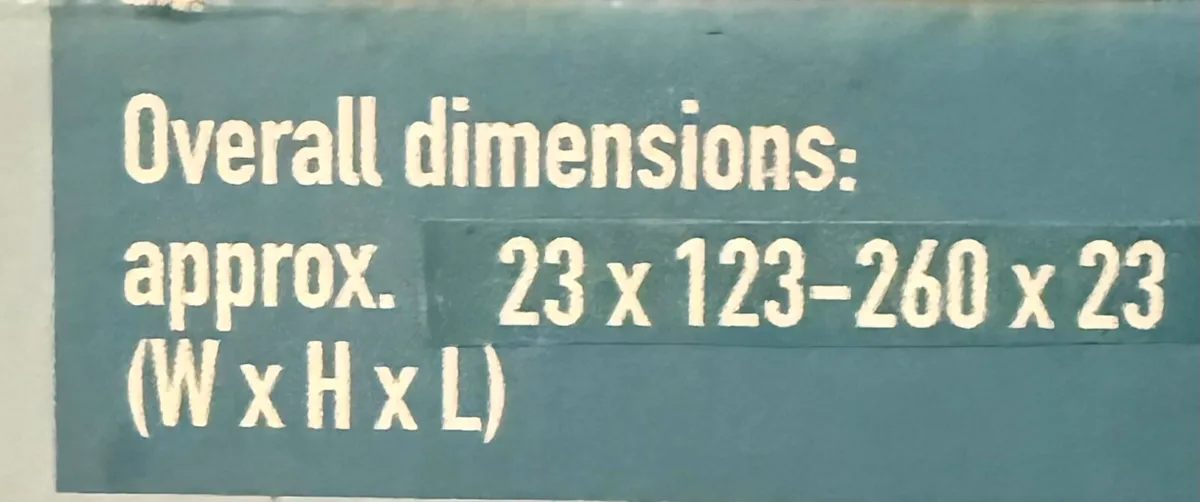 Overall dimensions:
approx. 23 x 123–260 x 23
(W x H x L)